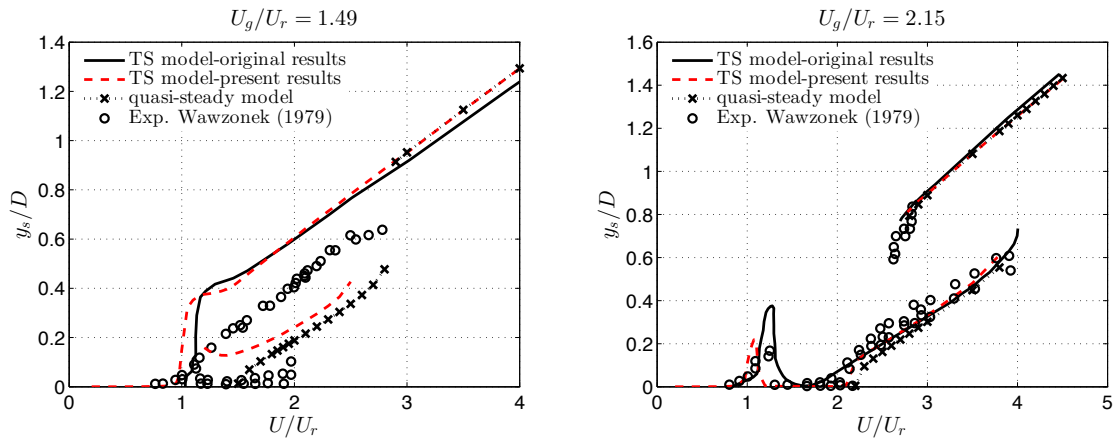 U_g/U_r = 1.49
1.4
1.2
1
0.8
0.6
0.4
0.2
0
y_s/D
TS model-original results
TS model-present results
quasi-steady model
Exp. Wawzonek (1979)
0 1 2 3 4
U/U_r
U_g/U_r = 2.15
1.6
1.4
1.2
1
0.8
0.6
0.4
0.2
0
y_s/D
TS model-original results
TS model-present results
quasi-steady model
Exp. Wawzonek (1979)
0 1 2 3 4 5
U/U_r